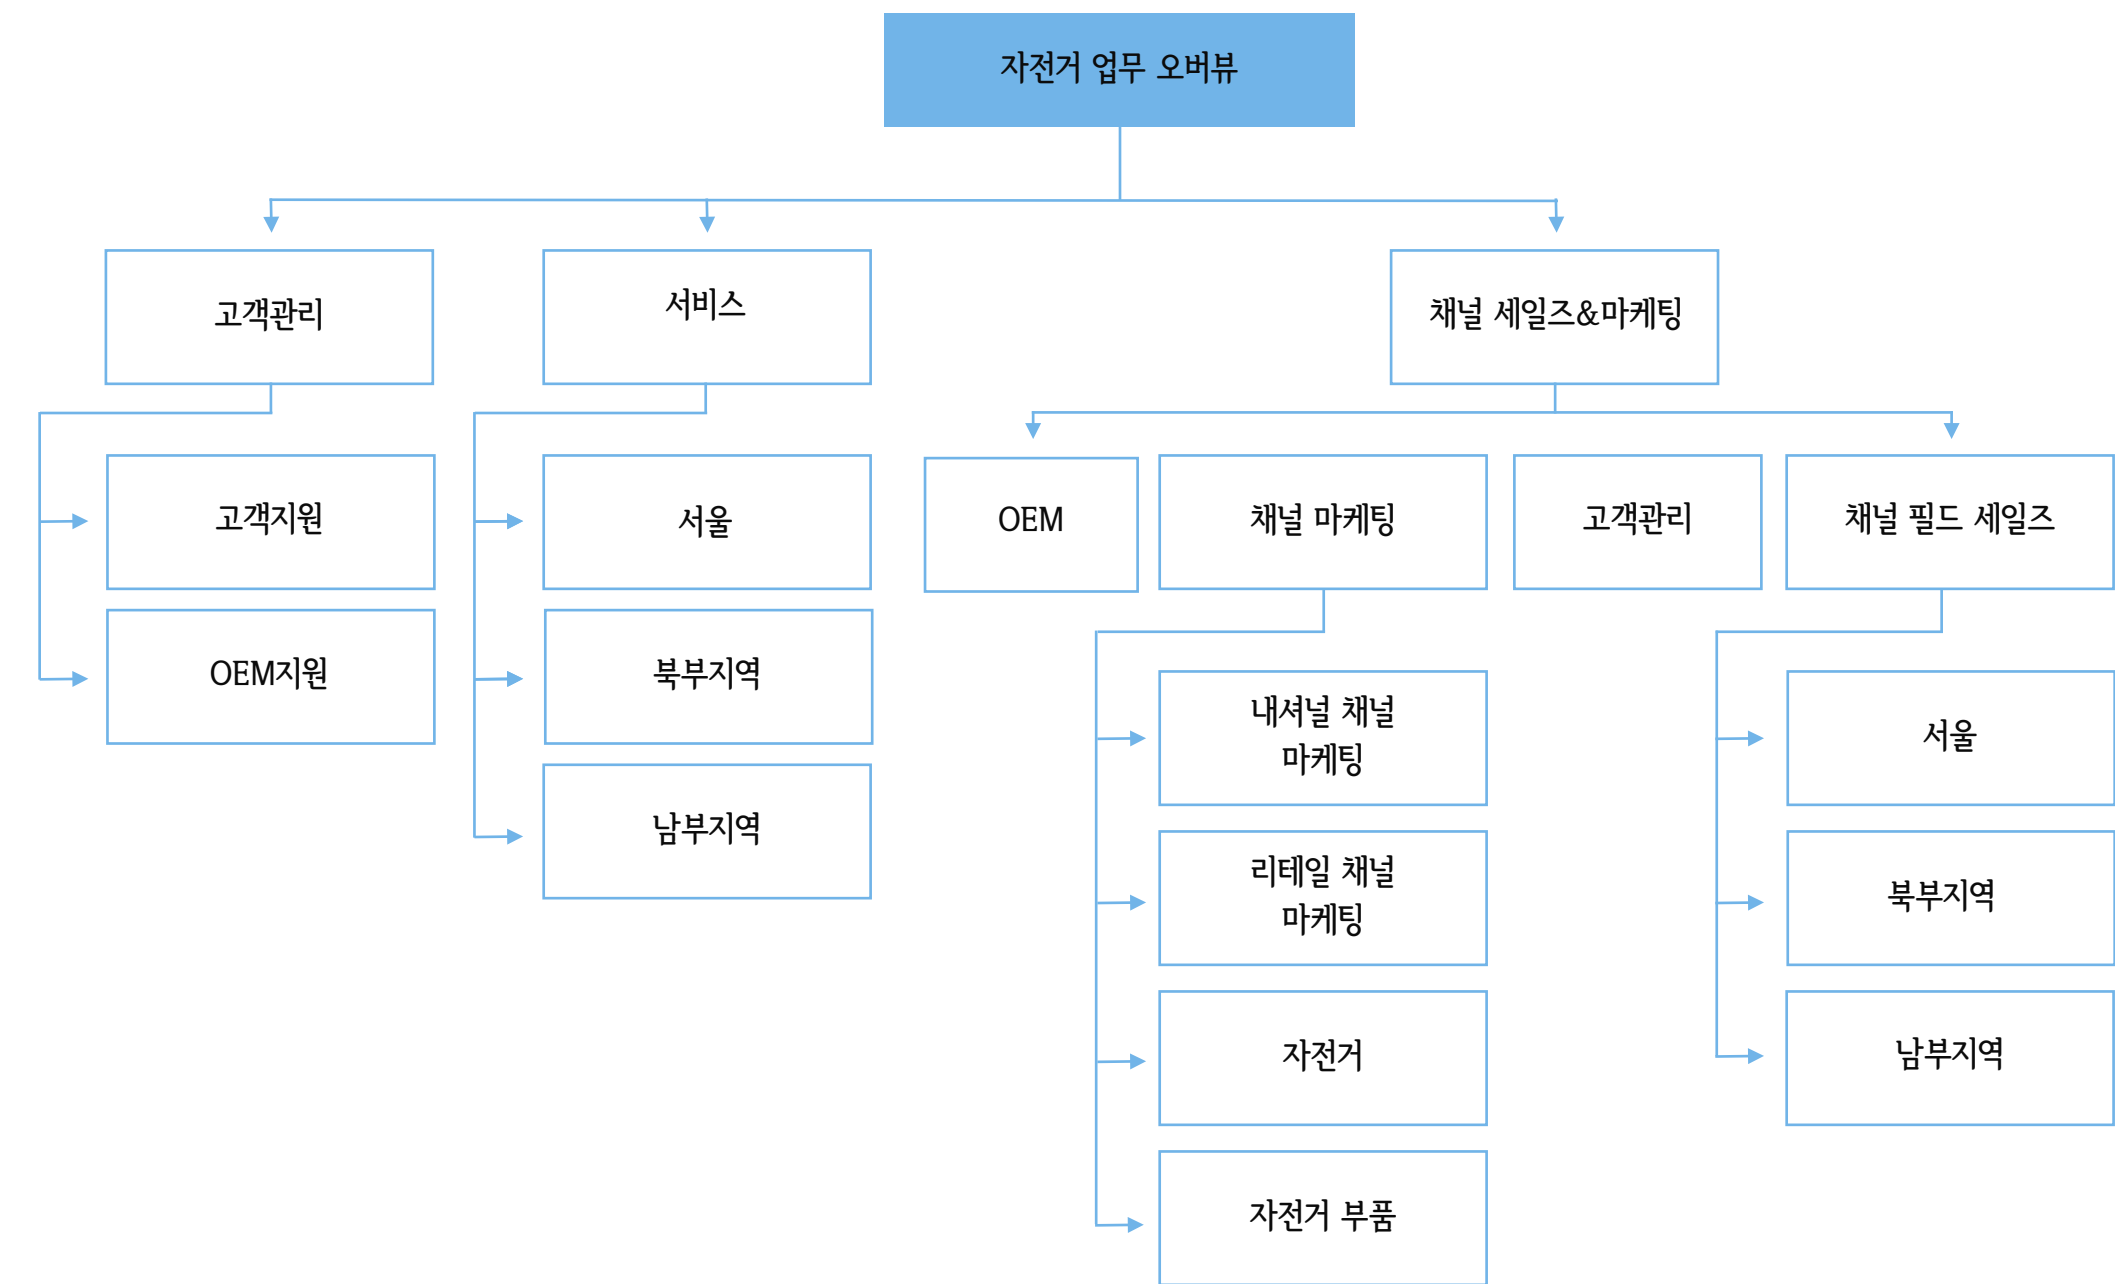 자전거 업무 오버뷰
고객관리
서비스
채널 세일즈&마케팅
고객지원
서울
OEM
채널 마케팅
고객관리
채널 필드 세일즈
OEM지원
북부지역
내셔널 채널
마케팅
서울
남부지역
리테일 채널
마케팅
북부지역
자전거
남부지역
자전거 부품